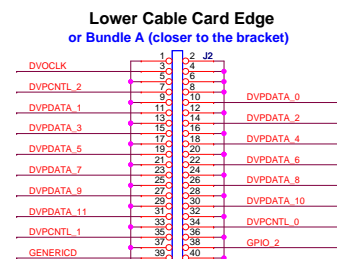 Lower Cable Card Edge
or Bundle A (closer to the bracket)
1 2 J2
DVOCLK 3 4
5 6
DVPCNTL_2 7 8
9 10 DVPDATA_0
DVPDATA_1 11 12
13 14 DVPDATA_2
DVPDATA_3 15 16
17 18 DVPDATA_4
DVPDATA_5 19 20
21 22 DVPDATA_6
DVPDATA_7 23 24
25 26 DVPDATA_8
DVPDATA_9 27 28
29 30 DVPDATA_10
DVPDATA_11 31 32
33 34 DVPCNTL_0
DVPCNTL_1 35 36
37 38 GPIO_2
GENERICD 39 40